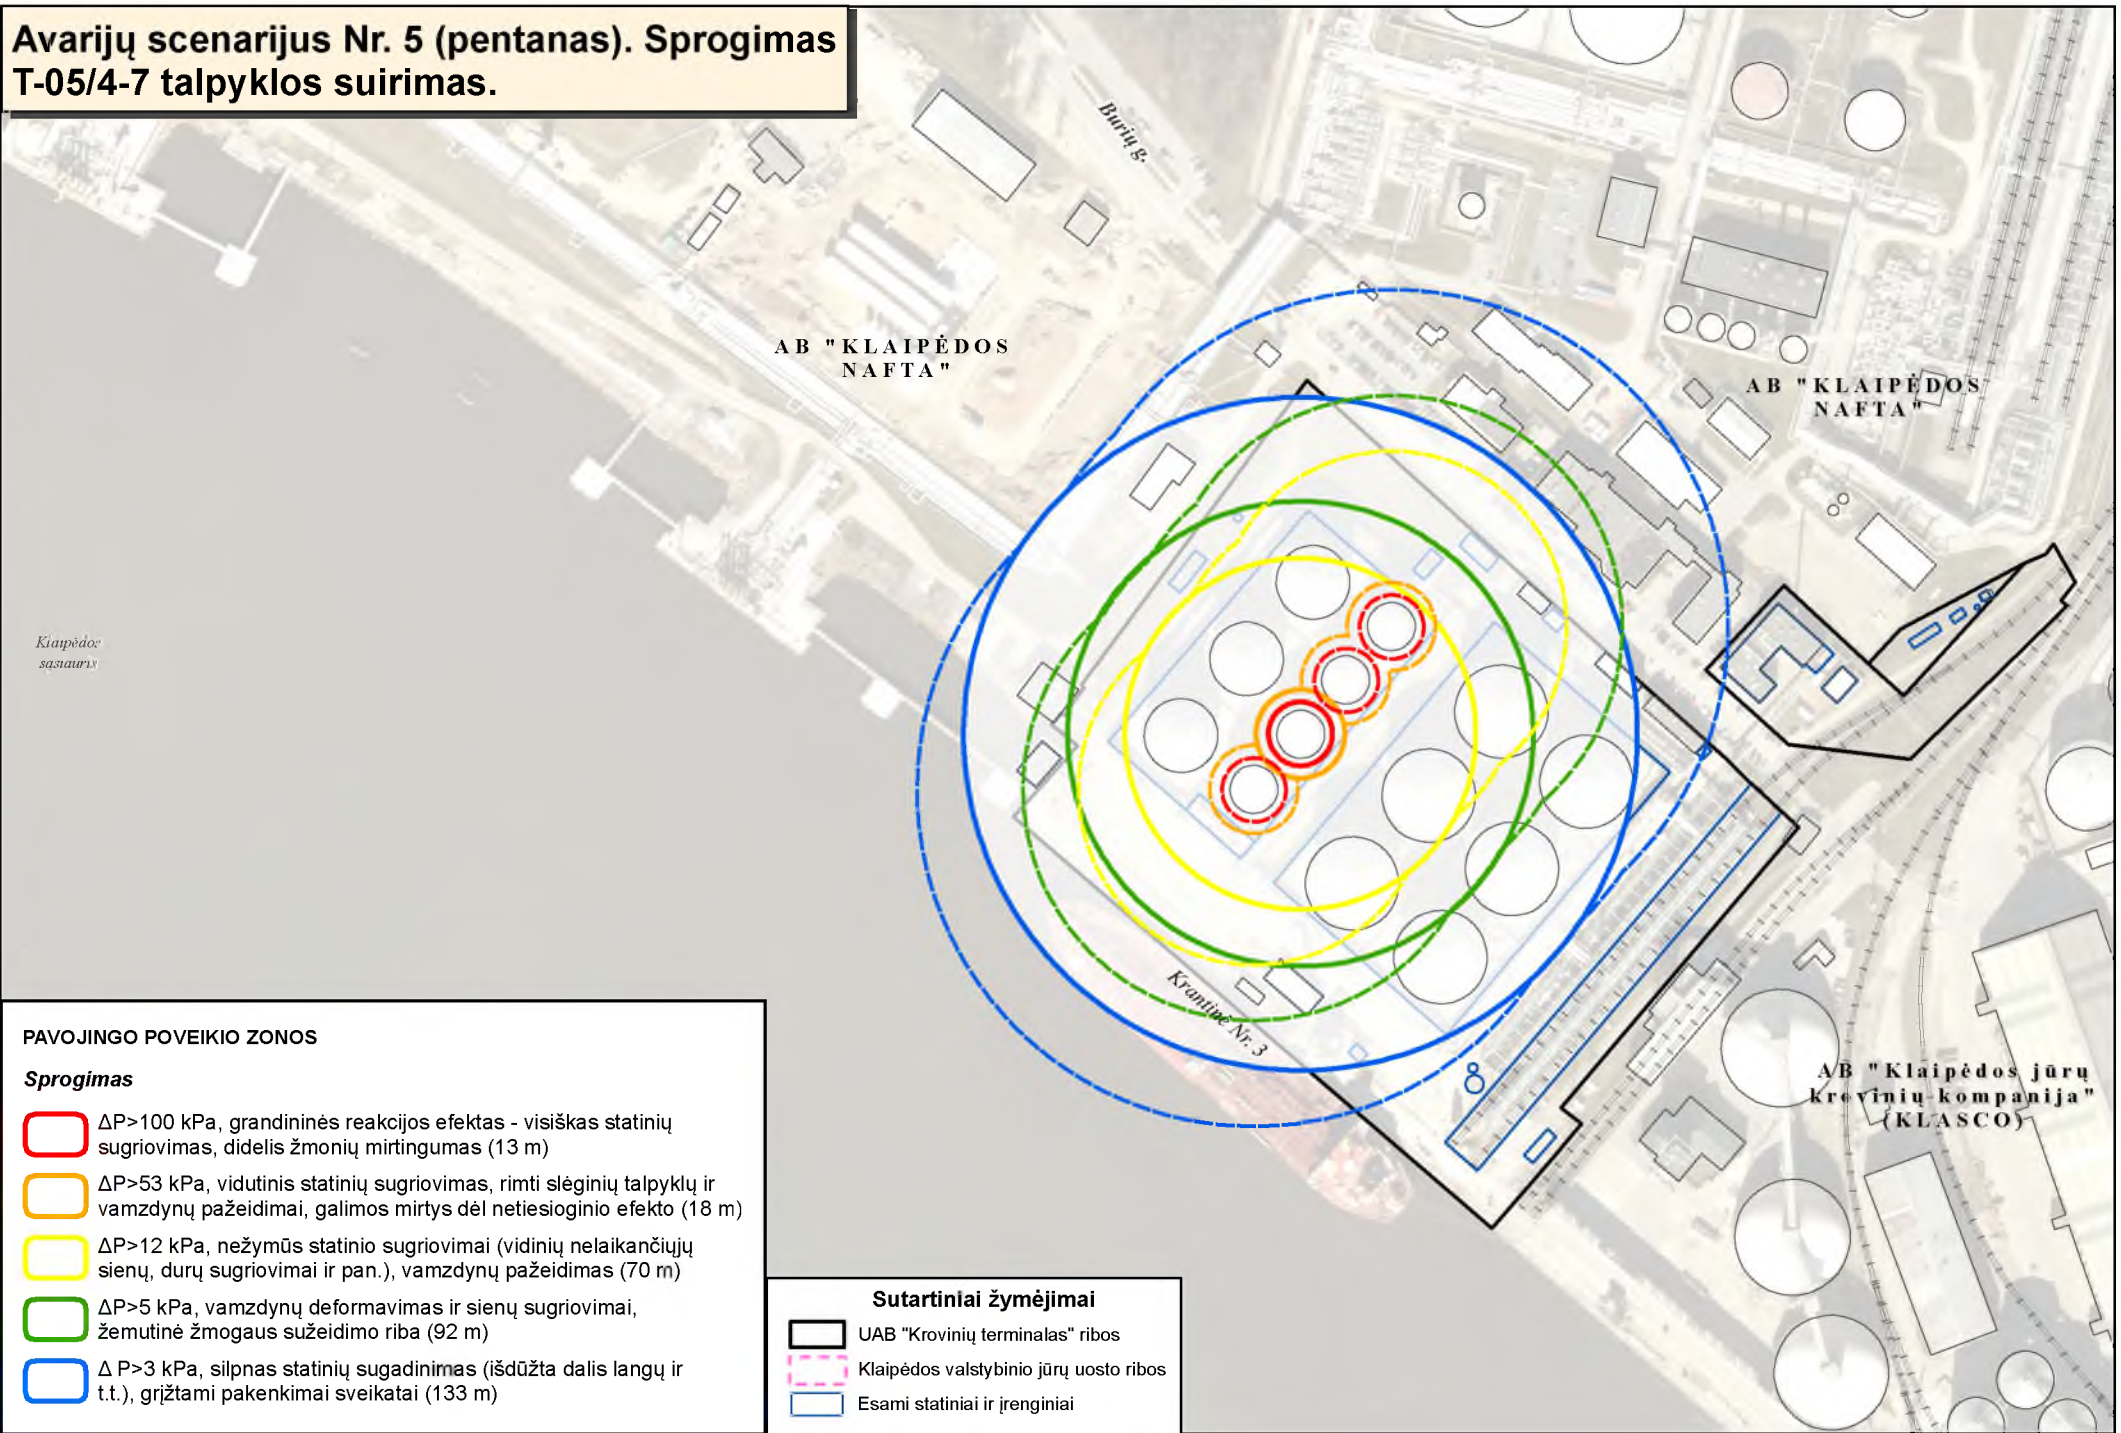 Avarijų scenarijus Nr. 5 (pentanas). Sprogimas
T-05/4-7 talpyklos suirimas.
Burių g.
AB "KLAIPĖDOS
NAFTA"
AB "KLAIPĖDOS
NAFTA"
Klaipėdos
sąsiauris
Krantinė Nr. 3
AB "Klaipėdos jūrų
krovinių kompanija"
(KLASCO)
PAVOJINGO POVEIKIO ZONOS
Sprogimas
ΔP>100 kPa, grandininės reakcijos efektas - visiškas statinių
sugriovimas, didelis žmonių mirtingumas (13 m)
ΔP>53 kPa, vidutinis statinių sugriovimas, rimti slėginių talpyklų ir
vamzdynų pažeidimai, galimos mirtys dėl netiesioginio efekto (18 m)
ΔP>12 kPa, nežymūs statinio sugriovimai (vidinių nelaikančiųjų
sienų, durų sugriovimai ir pan.), vamzdynų pažeidimas (70 m)
ΔP>5 kPa, vamzdynų deformavimas ir sienų sugriovimai,
žemutinė žmogaus sužeidimo riba (92 m)
Δ P>3 kPa, silpnas statinių sugadinimas (išdūžta dalis langų ir
t.t.), grįžtami pakenkimai sveikatai (133 m)
Sutartiniai žymėjimai
UAB "Krovinių terminalas" ribos
Klaipėdos valstybinio jūrų uosto ribos
Esami statiniai ir įrenginiai